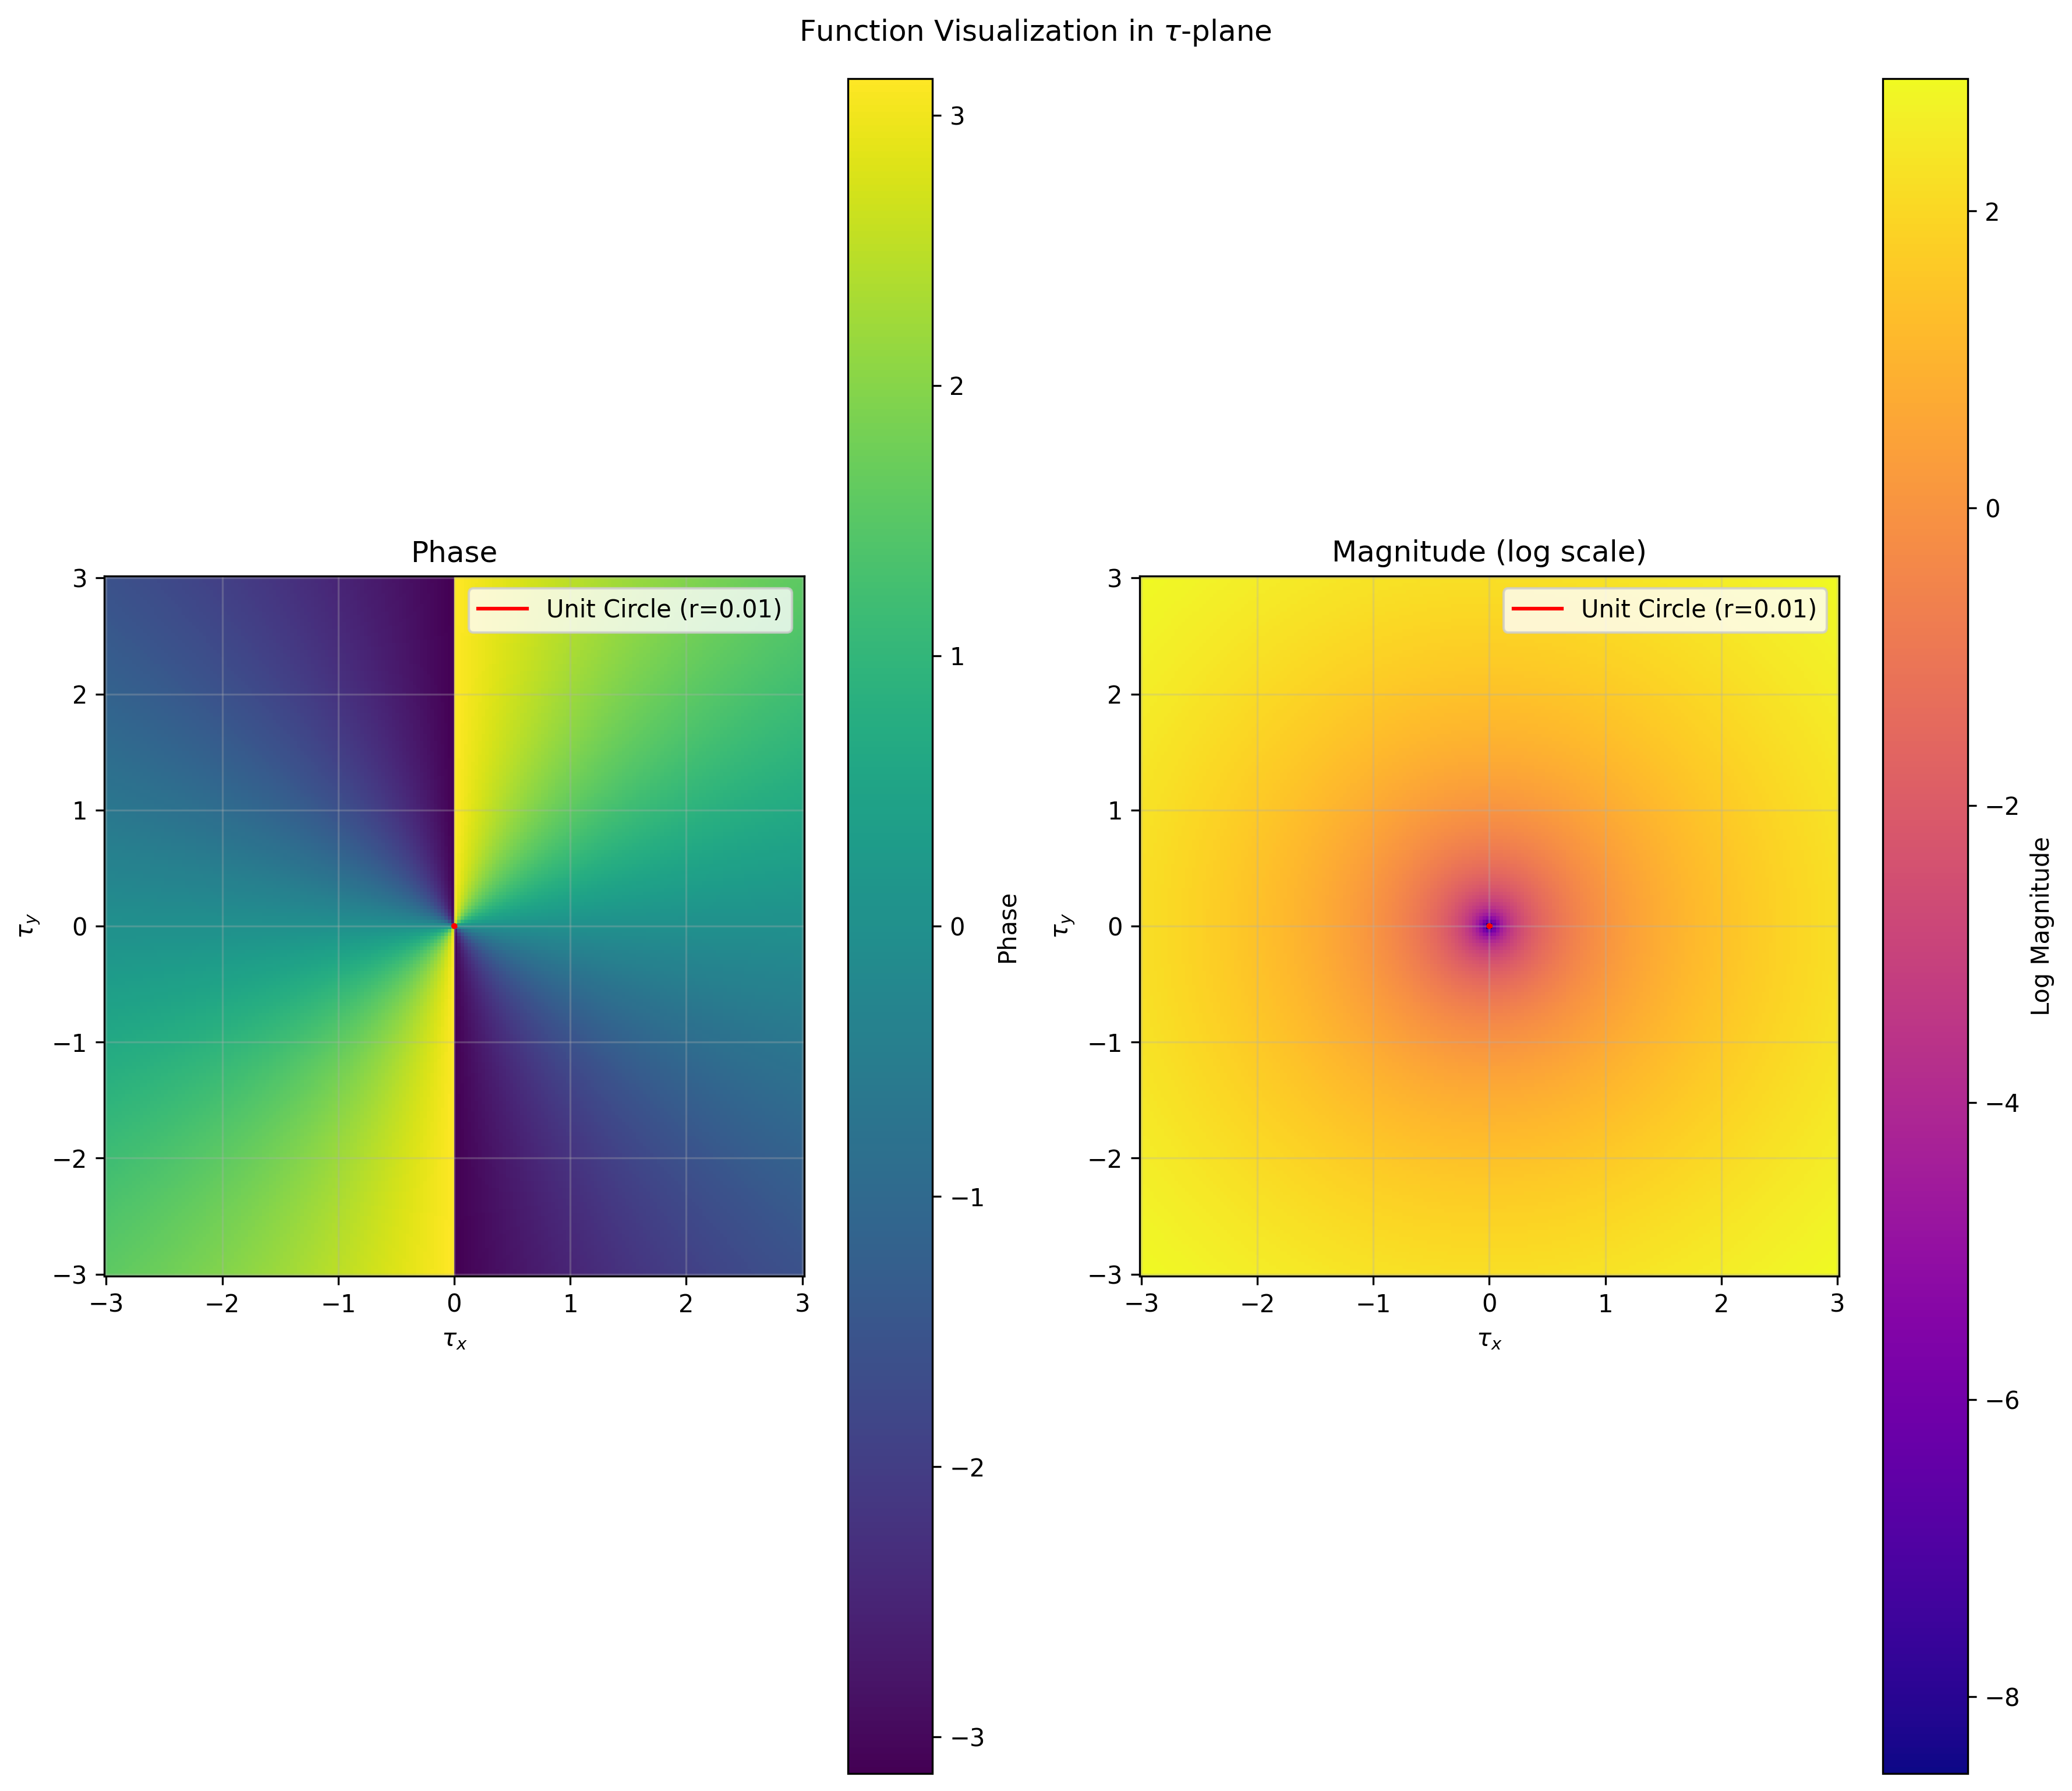 Function Visualization in τ-plane
Phase
Unit Circle (r=0.01)
3
2
1
0
−1
−2
−3
τy
−3 −2 −1 0 1 2 3
τx
3
2
1
0
−1
−2
−3
Phase
Magnitude (log scale)
Unit Circle (r=0.01)
3
2
1
0
−1
−2
−3
τy
−3 −2 −1 0 1 2 3
τx
2
0
−2
−4
−6
−8
Log Magnitude